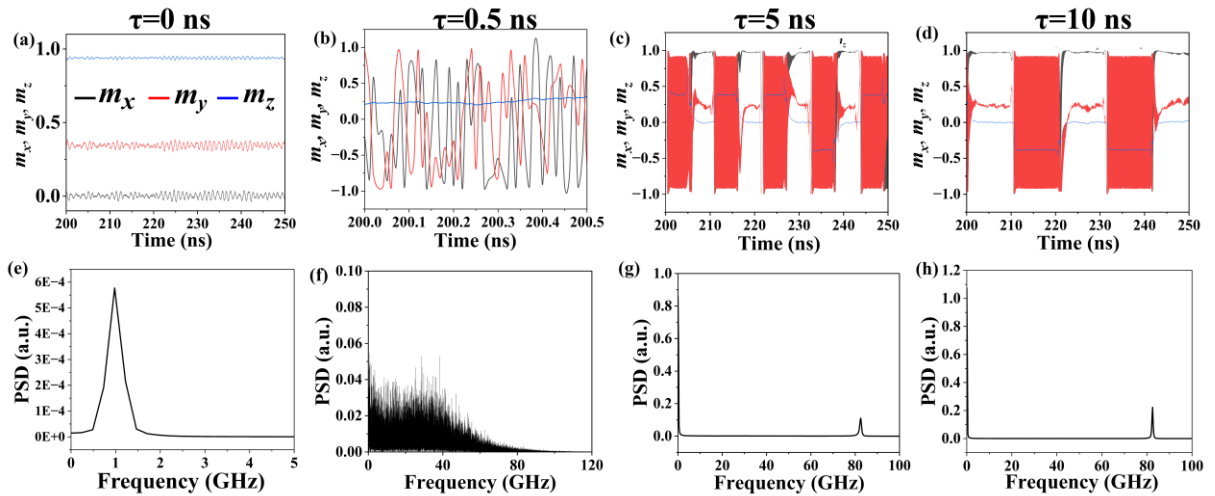 τ=0 ns τ=0.5 ns τ=5 ns τ=10 ns
(a)
m_x, m_y, m_z
1.0
0.5
0.0
m_x m_y m_z
200 210 220 230 240 250
Time (ns)
(b)
m_x, m_y, m_z
1.0
0.5
0.0
−0.5
−1.0
200.0 200.1 200.2 200.3 200.4 200.5
Time (ns)
(c)
m_x, m_y, m_z
1.0
0.5
0.0
−0.5
−1.0
200 210 220 230 240 250
Time (ns)
(d)
m_x, m_y, m_z
1.0
0.5
0.0
−0.5
−1.0
200 210 220 230 240 250
Time (ns)
(e)
PSD (a.u.)
6E−4
5E−4
4E−4
3E−4
2E−4
1E−4
0E+0
0 1 2 3 4 5
Frequency (GHz)
(f)
PSD (a.u.)
0.10
0.08
0.06
0.04
0.02
0.00
0 40 80 120
Frequency (GHz)
(g)
PSD (a.u.)
1.0
0.8
0.6
0.4
0.2
0.0
0 20 40 60 80 100
Frequency (GHz)
(h)
PSD (a.u.)
1.2
1.0
0.8
0.6
0.4
0.2
0.0
0 20 40 60 80 100
Frequency (GHz)